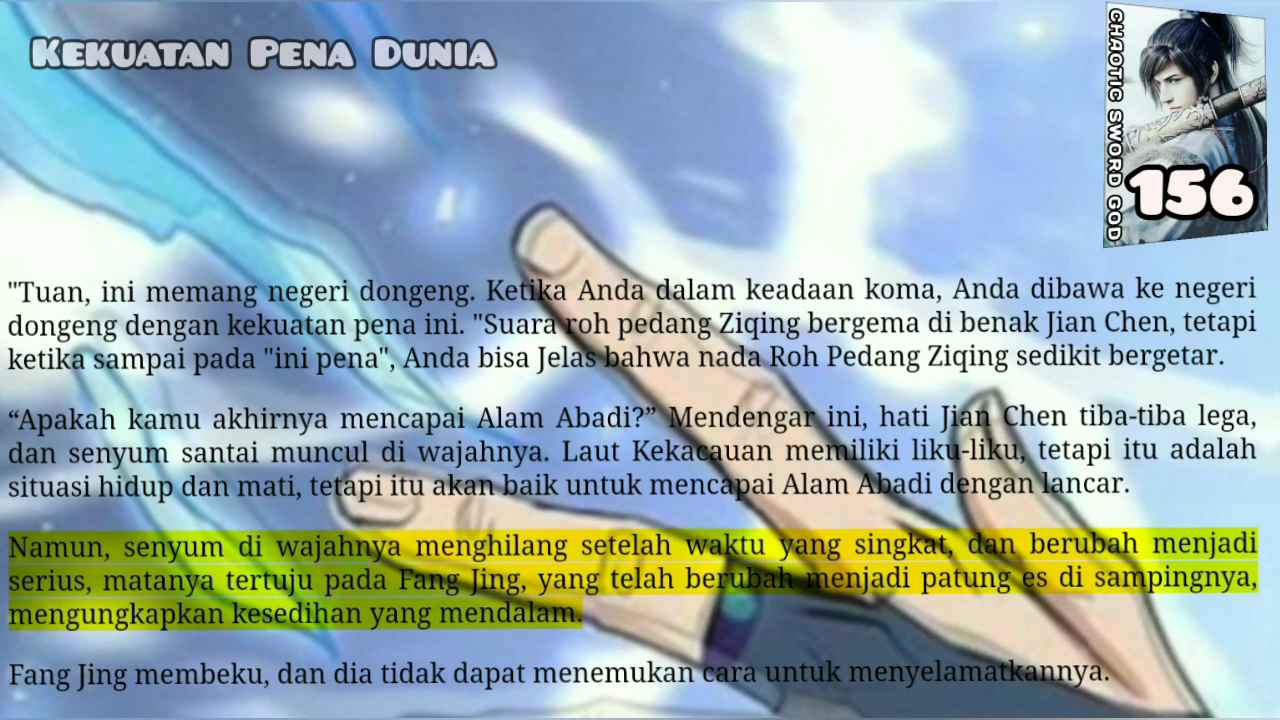 Kekuatan Pena Dunia
CHAOTIC SWORD GOD
156
"Tuan, ini memang negeri dongeng. Ketika Anda dalam keadaan koma, Anda dibawa ke negeri
dongeng dengan kekuatan pena ini. "Suara roh pedang Ziqing bergema di benak Jian Chen, tetapi
ketika sampai pada "ini pena", Anda bisa Jelas bahwa nada Roh Pedang Ziqing sedikit bergetar.
“Apakah kamu akhirnya mencapai Alam Abadi?” Mendengar ini, hati Jian Chen tiba-tiba lega,
dan senyum santai muncul di wajahnya. Laut Kekacauan memiliki liku-liku, tetapi itu adalah
situasi hidup dan mati, tetapi itu akan baik untuk mencapai Alam Abadi dengan lancar.
Namun, senyum di wajahnya menghilang setelah waktu yang singkat, dan berubah menjadi
serius, matanya tertuju pada Fang Jing, yang telah berubah menjadi patung es di sampingnya,
mengungkapkan kesedihan yang mendalam.
Fang Jing membeku, dan dia tidak dapat menemukan cara untuk menyelamatkannya.